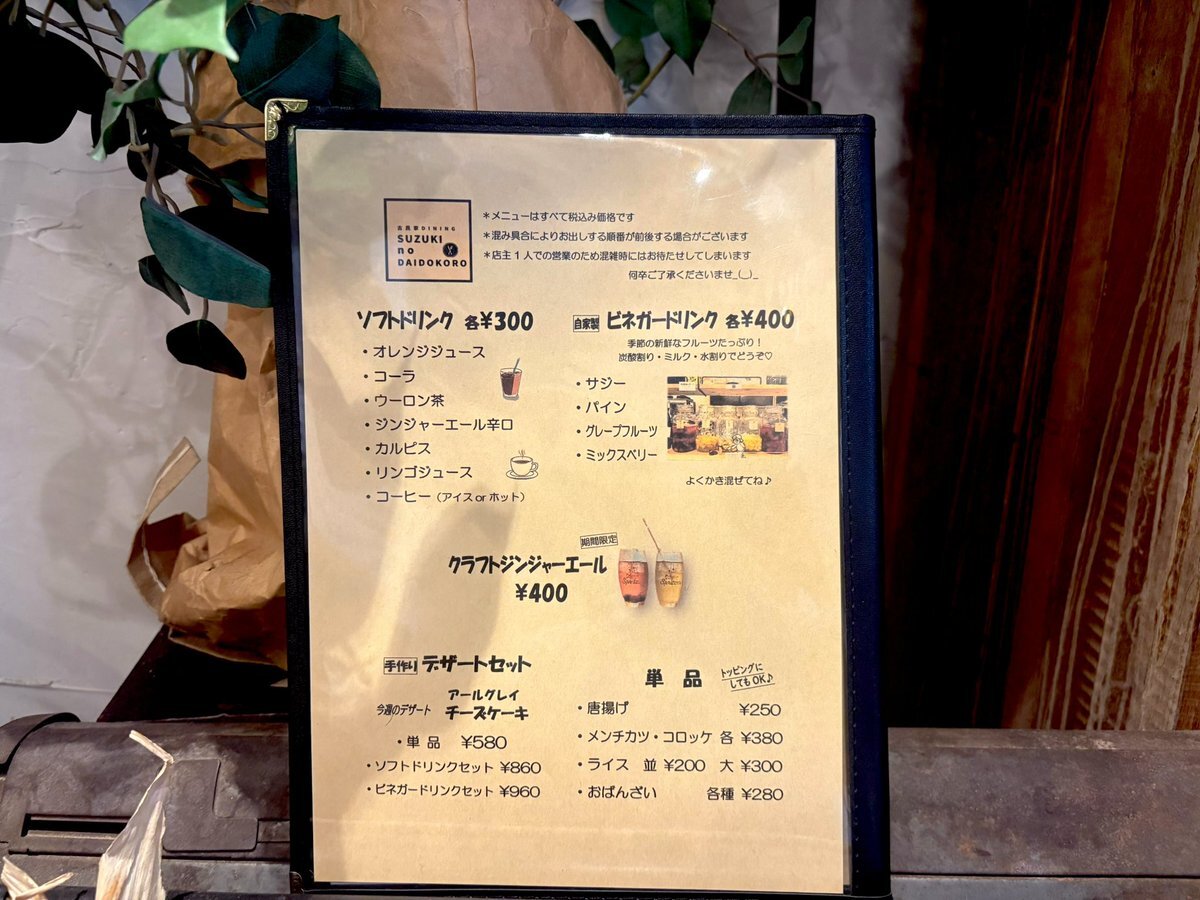 古民家DINING
SUZUKI
no
DAIDOKORO
＊メニューはすべて税込み価格です
＊混み具合によりお出しする順番が前後する場合がございます
＊店主１人での営業のため混雑時にはお待たせしてしまいます
何卒ご了承くださいませ_(._.)_
ソフトドリンク 各¥300
・オレンジジュース
・コーラ
・ウーロン茶
・ジンジャーエール辛口
・カルピス
・リンゴジュース
・コーヒー（アイス or ホット）
自家製 ビネガードリンク 各¥400
季節の新鮮なフルーツたっぷり！
炭酸割り・ミルク・水割りでどうぞ♡
・サジー
・パイン
・グレープフルーツ
・ミックスベリー
よくかき混ぜてね♪
期間限定
クラフトジンジャーエール
¥400
手作り デザートセット
今週のデザート
アールグレイ
チーズケーキ
・単品 ¥580
・ソフトドリンクセット ¥860
・ビネガードリンクセット ¥960
単品
トッピングに
してもOK♪
・唐揚げ ¥250
・メンチカツ・コロッケ 各 ¥380
・ライス 並 ¥200 大 ¥300
・おばんざい 各種 ¥280